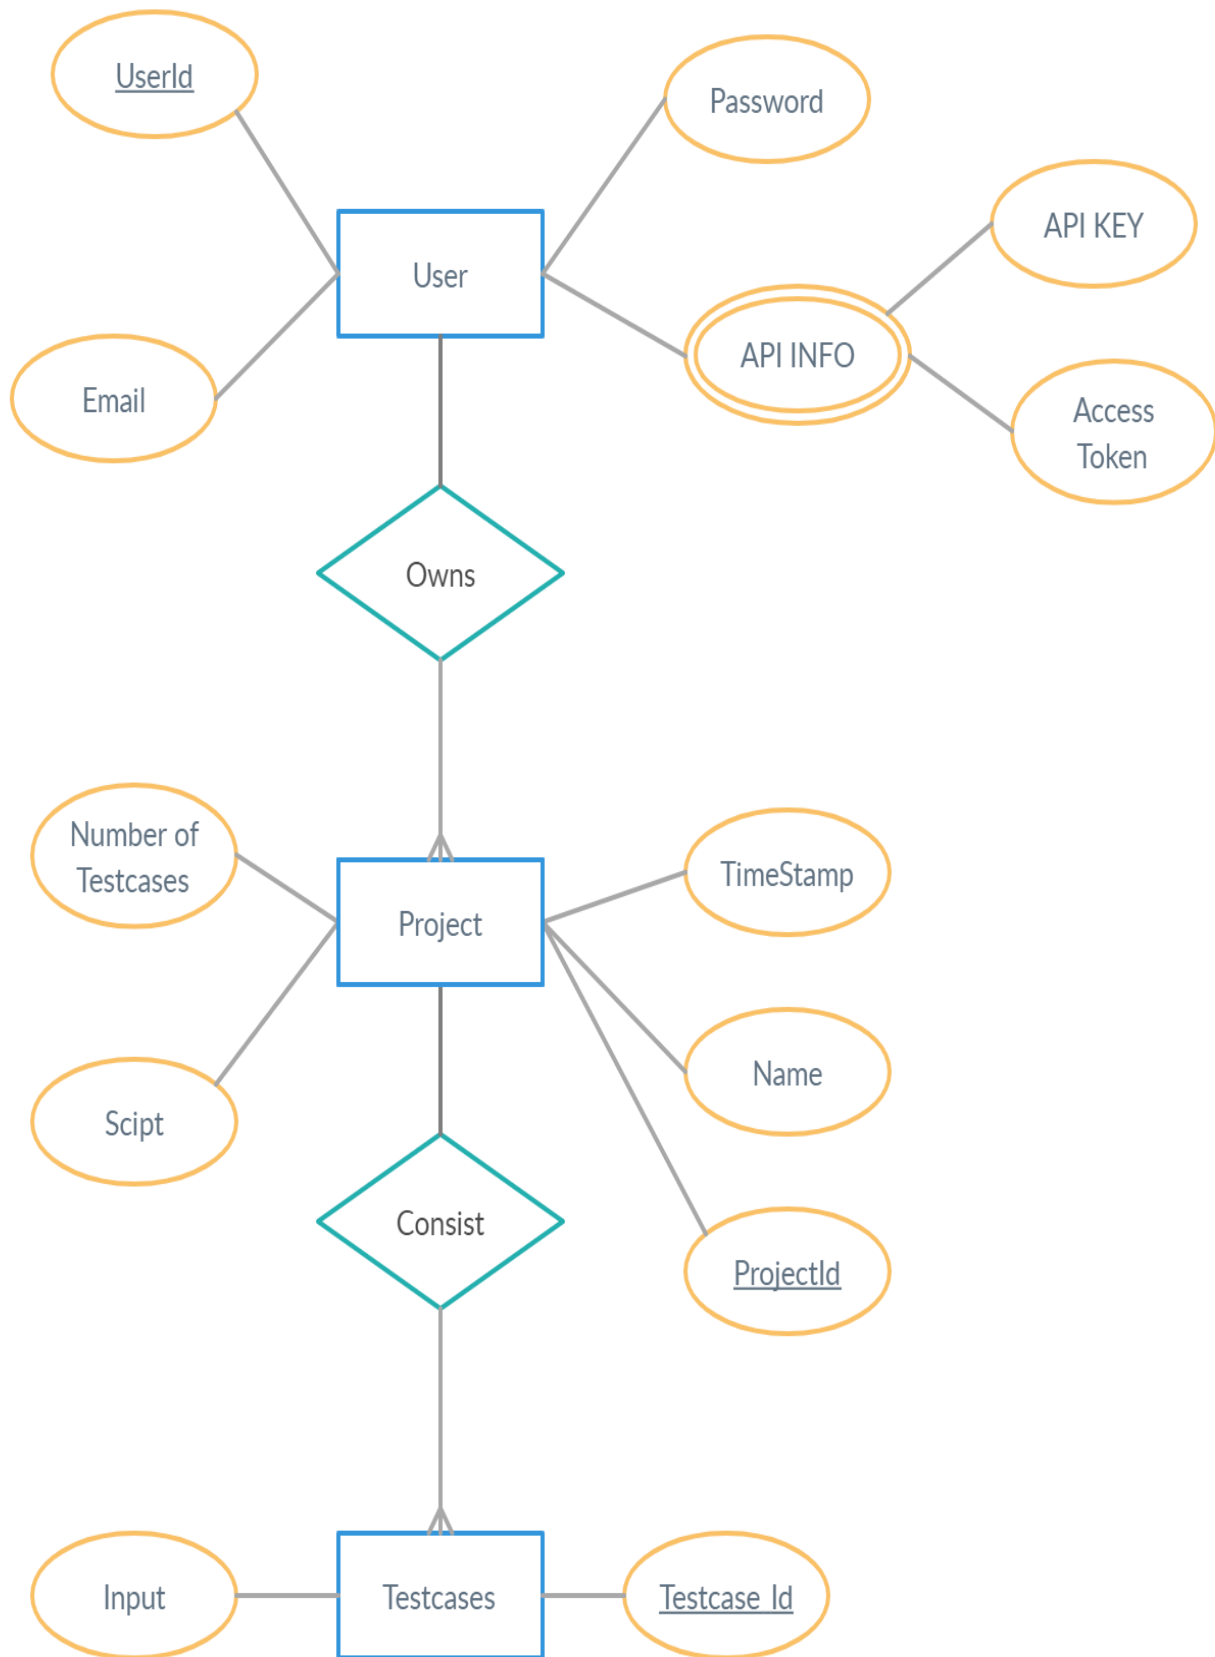 UserId
Password
API KEY
User
API INFO
Email
Access
Token
Owns
Number of
Testcases
TimeStamp
Project
Name
Scipt
Consist
ProjectId
Input
Testcases
Testcase Id